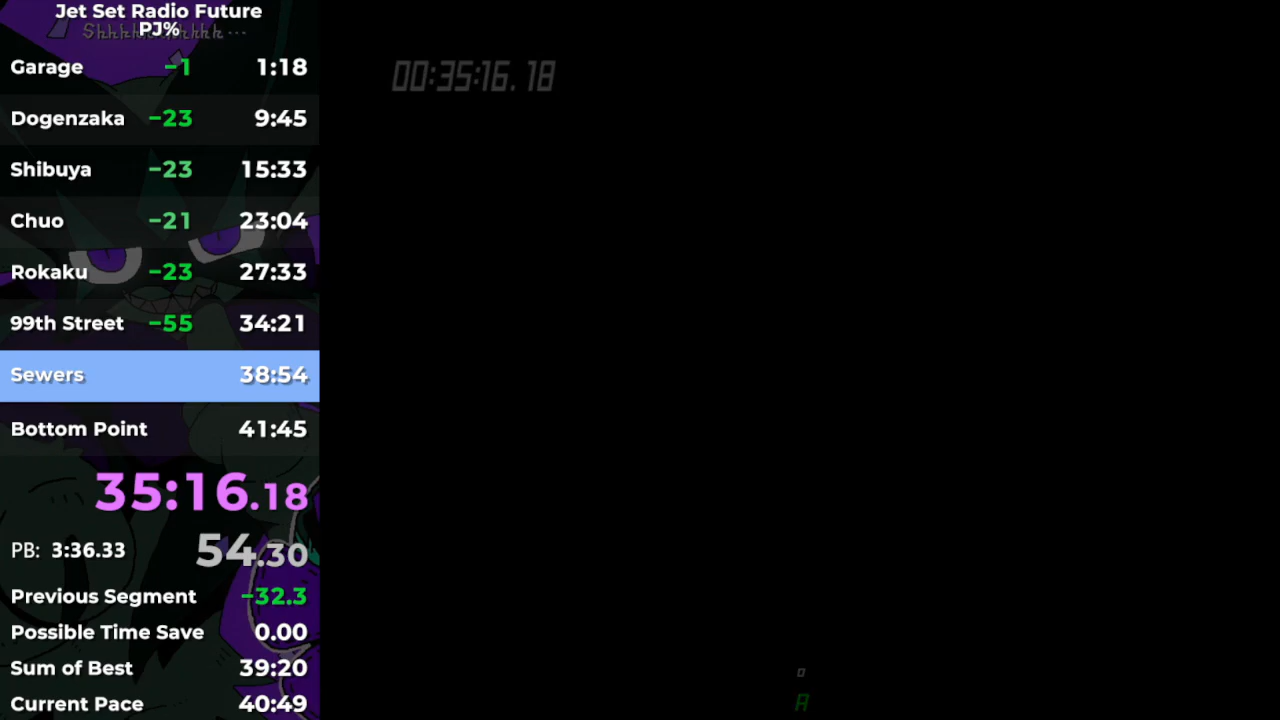 Jet Set Radio Future
PJ%
Garage -1 1:18
Dogenzaka -23 9:45
Shibuya -23 15:33
Chuo -21 23:04
Rokaku -23 27:33
99th Street -55 34:21
Sewers 38:54
Bottom Point 41:45
35:16.18
PB: 3:36.33 54.30
Previous Segment -32.3
Possible Time Save 0.00
Sum of Best 39:20
Current Pace 40:49
00:35:16.18
A